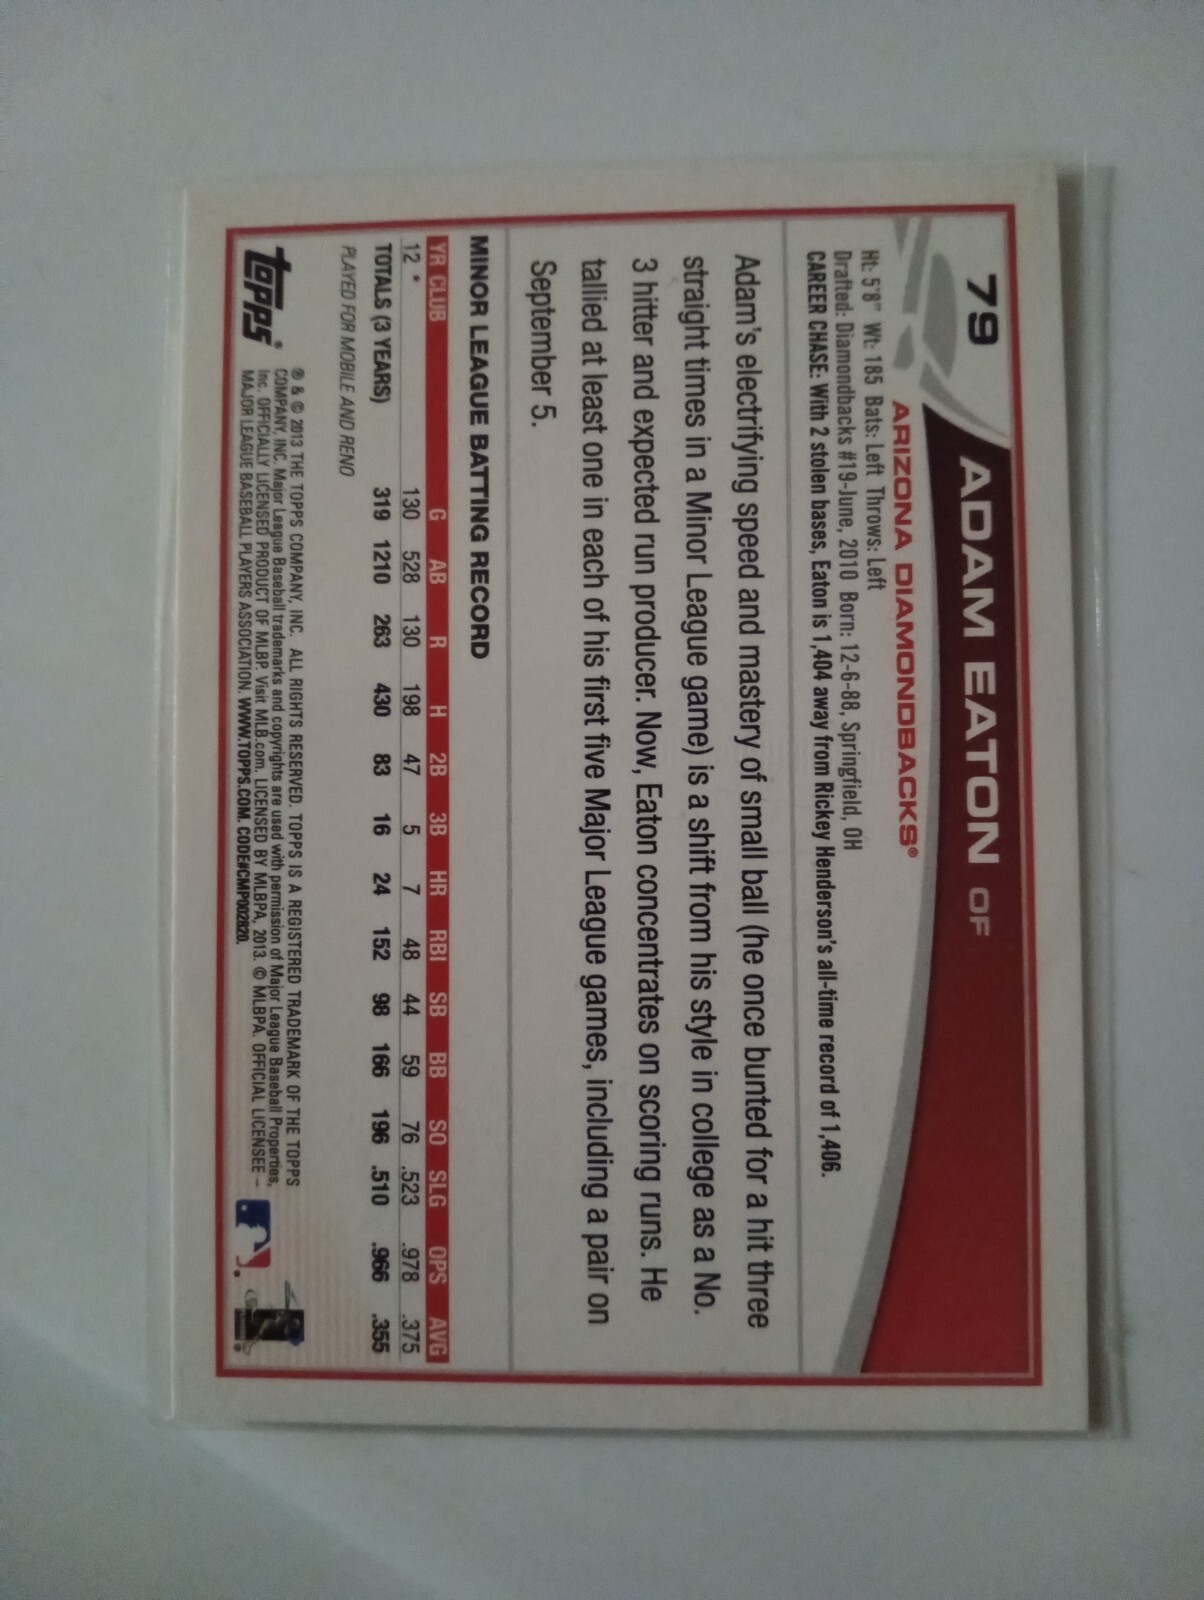 79
ADAM EATON OF
ARIZONA DIAMONDBACKS®
Ht: 5'8" Wt: 185 Bats: Left Throws: Left
Drafted: Diamondbacks #19-June, 2010 Born: 12-6-88, Springfield, OH
CAREER CHASE: With 2 stolen bases, Eaton is 1,404 away from Rickey Henderson's all-time record of 1,406.
Adam's electrifying speed and mastery of small ball (he once bunted for a hit three
straight times in a Minor League game) is a shift from his style in college as a No.
3 hitter and expected run producer. Now, Eaton concentrates on scoring runs. He
tallied at least one in each of his first five Major League games, including a pair on
September 5.
MINOR LEAGUE BATTING RECORD
YR CLUB G AB R H 2B 3B HR RBI SB BB SO SLG OPS AVG
12 * 130 528 130 198 47 5 7 48 44 59 76 .523 .978 .375
TOTALS (3 YEARS) 319 1210 263 430 83 16 24 152 98 166 196 .510 .966 .355
PLAYED FOR MOBILE AND RENO
topps®
® & © 2013 THE TOPPS COMPANY, INC. ALL RIGHTS RESERVED. TOPPS IS A REGISTERED TRADEMARK OF THE TOPPS
COMPANY, INC. Major League Baseball trademarks and copyrights are used with permission of Major League Baseball Properties,
Inc. OFFICIALLY LICENSED PRODUCT OF MLBP. Visit MLB.com. LICENSED BY MLBPA, 2013. © MLBPA. OFFICIAL LICENSEE –
MAJOR LEAGUE BASEBALL PLAYERS ASSOCIATION. WWW.TOPPS.COM. CODE#CMP002820.